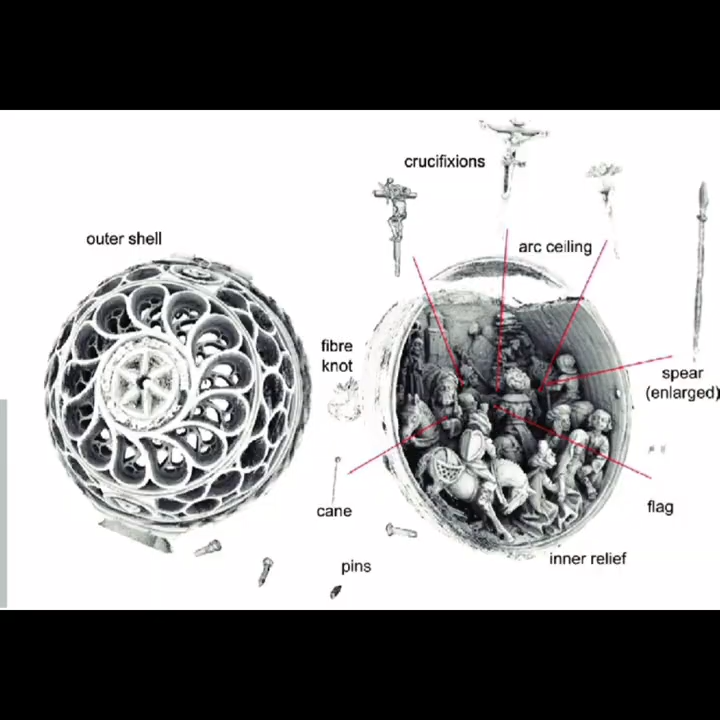 crucifixions
outer shell
arc ceiling
fibre
knot
spear
(enlarged)
cane
flag
inner relief
pins